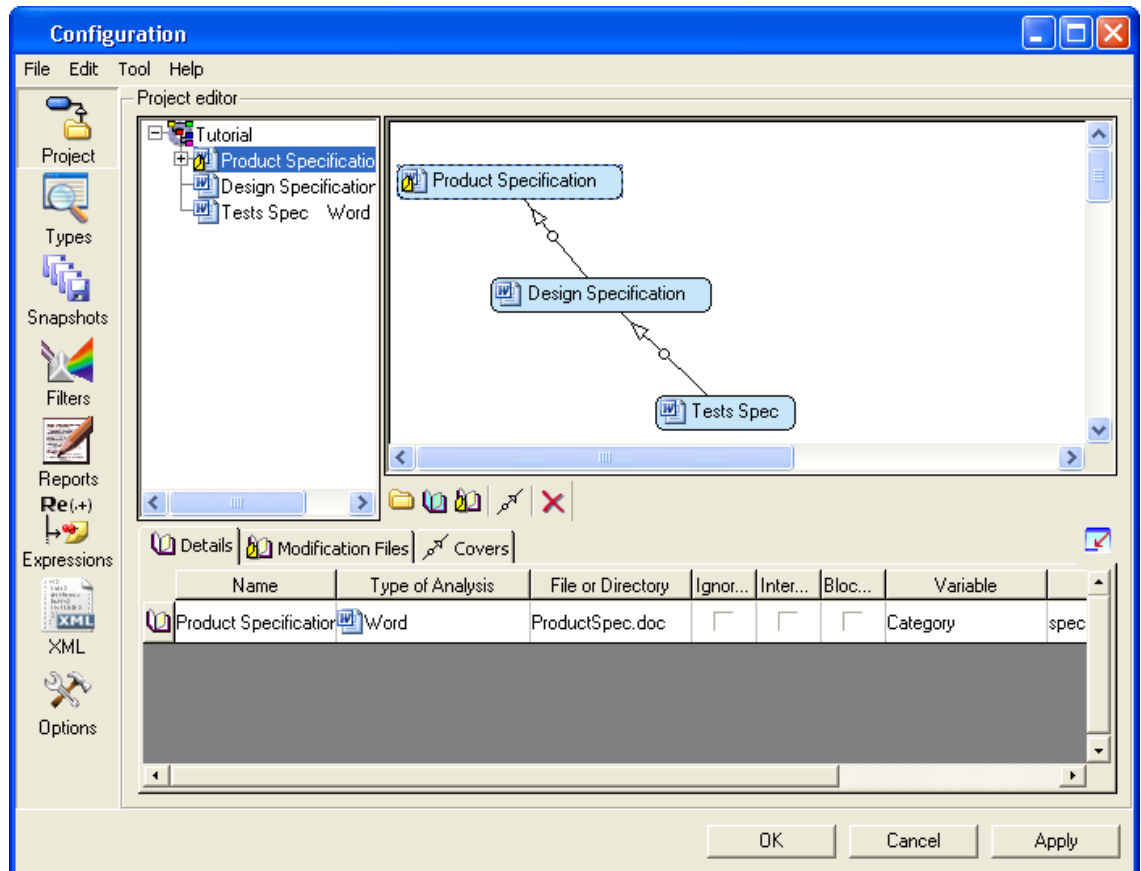 Configuration
File Edit Tool Help
Project
Types
Snapshots
Filters
Reports
Re(.+)
Expressions
XML
XML
Options
Project editor
Tutorial
Product Specificatio
Design Specification
Tests Spec Word
Product Specification
Design Specification
Tests Spec
Details Modification Files Covers
Name Type of Analysis File or Directory Ignor... Inter... Bloc... Variable
Product Specification Word ProductSpec.doc Category spec
OK Cancel Apply